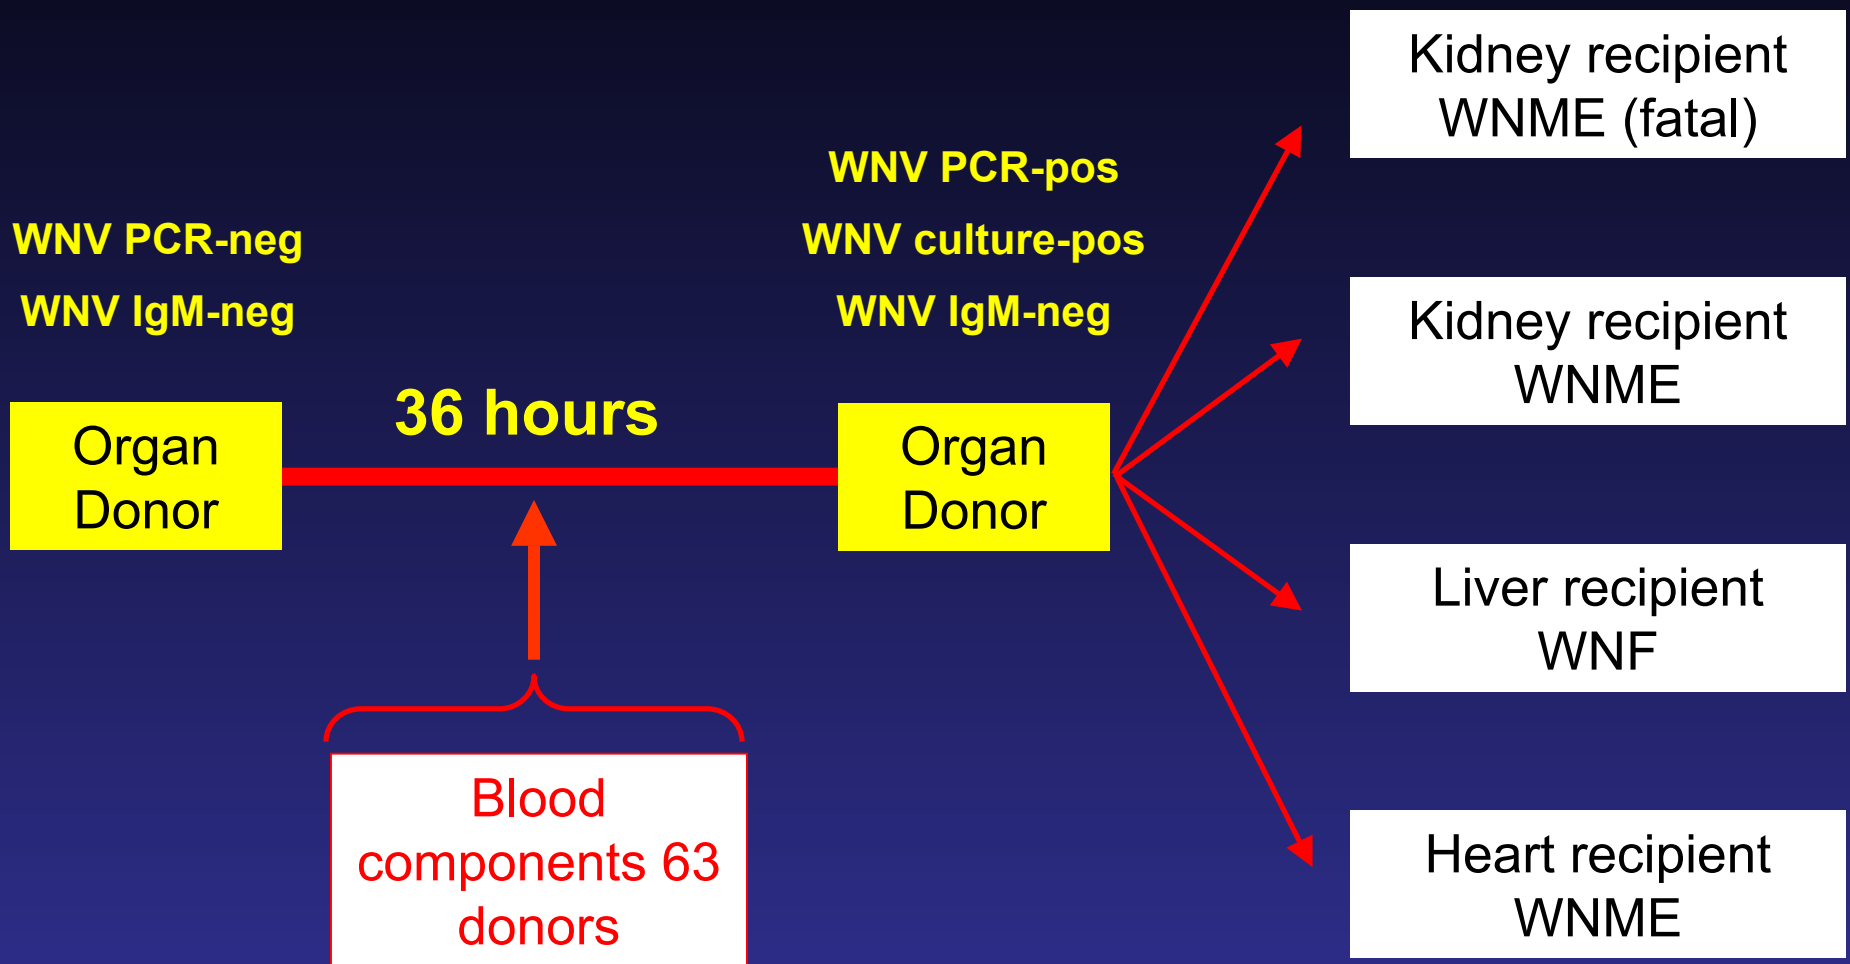 WNV PCR-neg
WNV IgM-neg
Organ
Donor
36 hours
Blood
components 63
donors
WNV PCR-pos
WNV culture-pos
WNV IgM-neg
Organ
Donor
Kidney recipient
WNME (fatal)
Kidney recipient
WNME
Liver recipient
WNF
Heart recipient
WNME